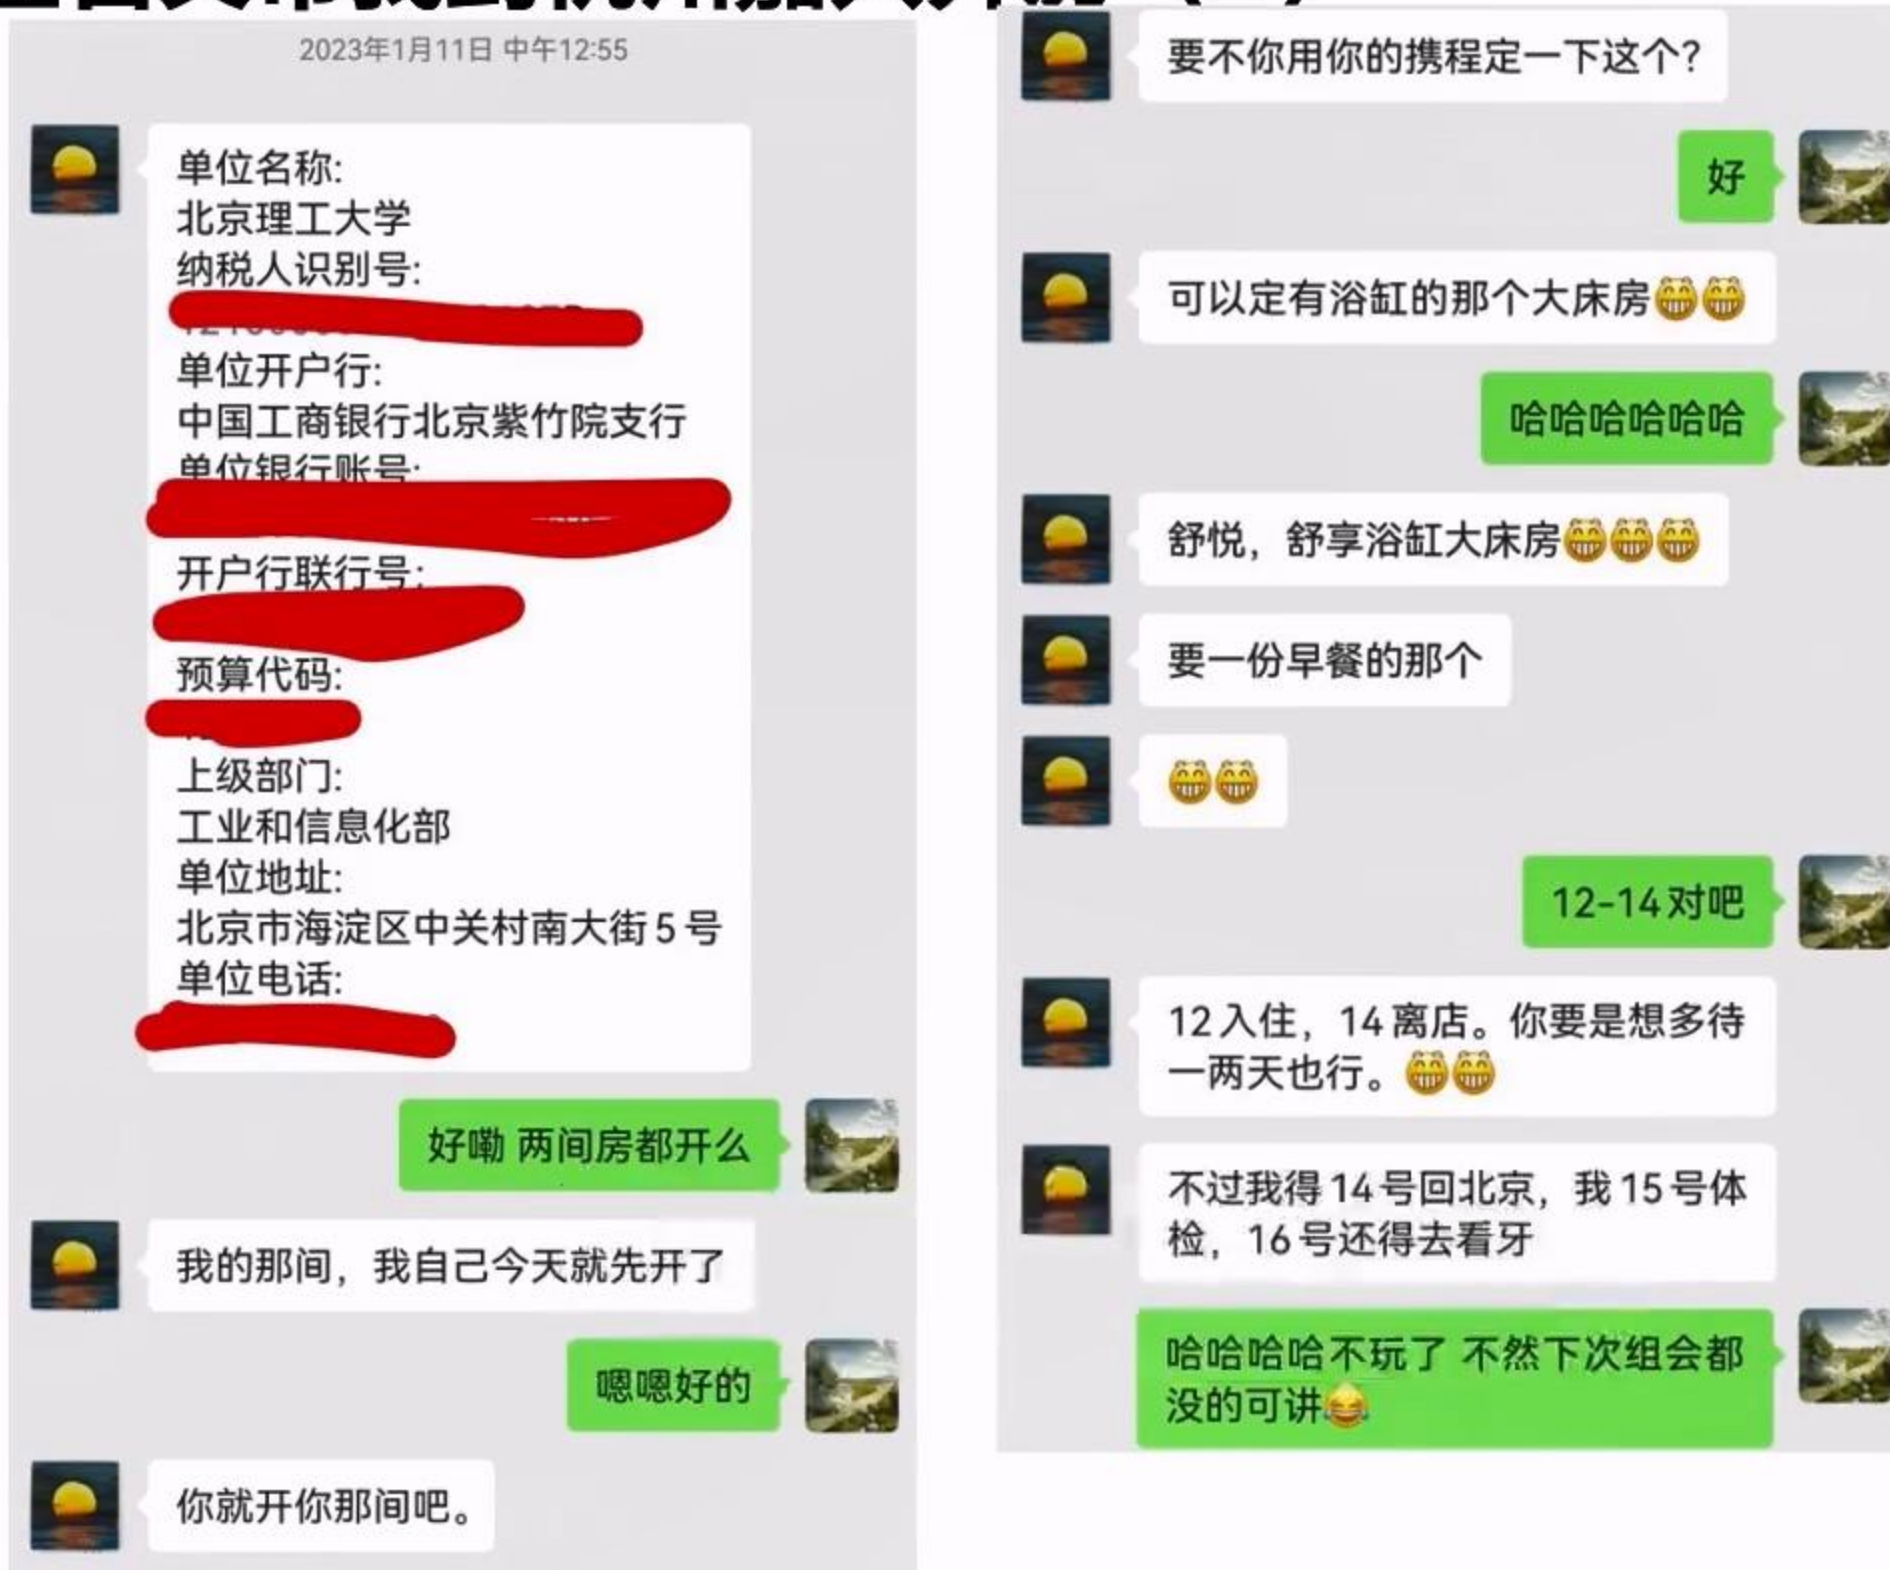 2023年1月11日 中午12:55
单位名称:
北京理工大学
纳税人识别号:
单位开户行:
中国工商银行北京紫竹院支行
单位银行账号:
开户行联行号:
预算代码:
上级部门:
工业和信息化部
单位地址:
北京市海淀区中关村南大街5号
单位电话:
好嘞 两间房都开么
我的那间，我自己今天就先开了
嗯嗯好的
你就开你那间吧。
要不你用你的携程定一下这个?
好
可以定有浴缸的那个大床房😁😁
哈哈哈哈哈哈
舒悦，舒享浴缸大床房😁😁😁
要一份早餐的那个
😁😁
12-14对吧
12入住，14离店。你要是想多待
一两天也行。😁😁
不过我得14号回北京，我15号体
检，16号还得去看牙
哈哈哈哈不玩了 不然下次组会都
没的可讲😂